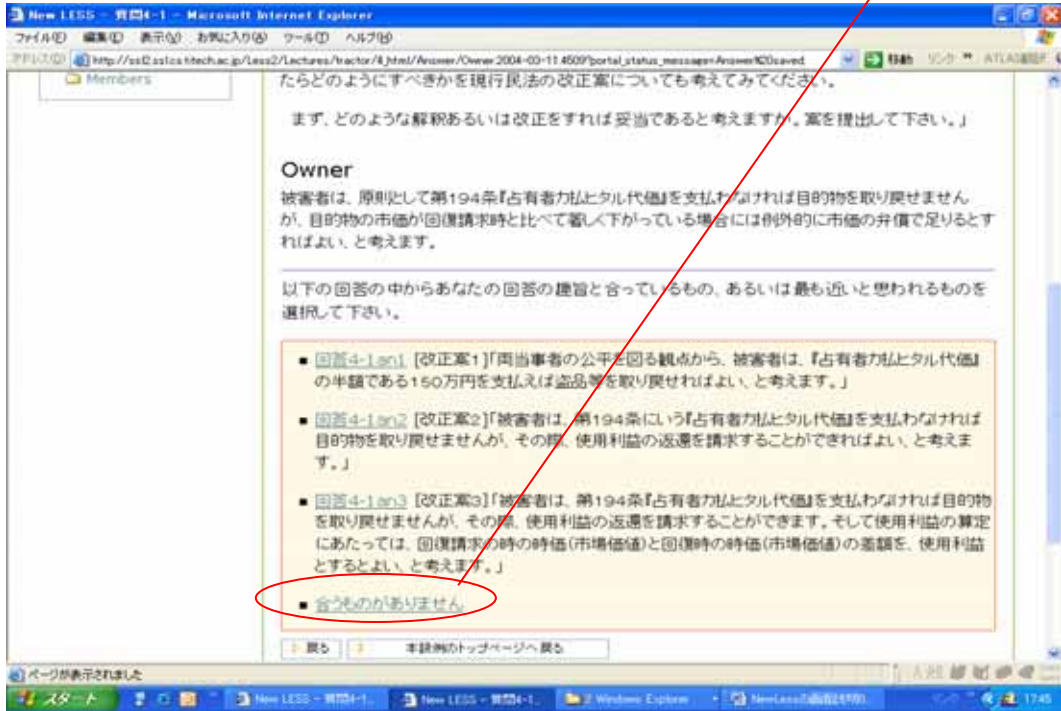 New LESS - 質問4-1 - Microsoft Internet Explorer
ファイル(F) 編集(E) 表示(V) お気に入り(A) ツール(T) ヘルプ(H)
アドレス(D)
移動
リンク
Members
たらどのようにすべきかを現行民法の改正案についても考えてみてください。
まず、どのような解釈あるいは改正をすれば妥当であると考えますか。案を提出して下さい。」
Owner
被害者は、原則として第194条『占有者カ払ヒタル代価』を支払わなければ目的物を取り戻せません
が、目的物の市価が回復請求時と比べて著しく下がっている場合には例外的に市価の弁償で足りるとす
ればよい、と考えます。
以下の回答の中からあなたの回答の趣旨と合っているもの、あるいは最も近いと思われるものを
選択して下さい。
■ 回答4-1an1 [改正案1]「両当事者の公平を図る観点から、被害者は、『占有者カ払ヒタル代価』
の半額である150万円を支払えば盗品等を取り戻せればよい、と考えます。」
■ 回答4-1an2 [改正案2]「被害者は、第194条にいう『占有者カ払ヒタル代価』を支払わなければ
目的物を取り戻せませんが、その際、使用利益の返還を請求することができればよい、と考えま
す。」
■ 回答4-1an3 [改正案3]「被害者は、第194条『占有者カ払ヒタル代価』を支払わなければ目的物
を取り戻せませんが、その際、使用利益の返還を請求することができます。そして使用利益の算定
にあたっては、回復請求の時の時価(市場価値)と回復時の時価(市場価値)の差額を、使用利益
とするとよい、と考えます。」
■ 合うものがありません
戻る 本設例のトップページへ戻る
ページが表示されました
スタート New LESS - 質問4-1... New LESS - 質問4-1... 2 Windows Explorer 17:45